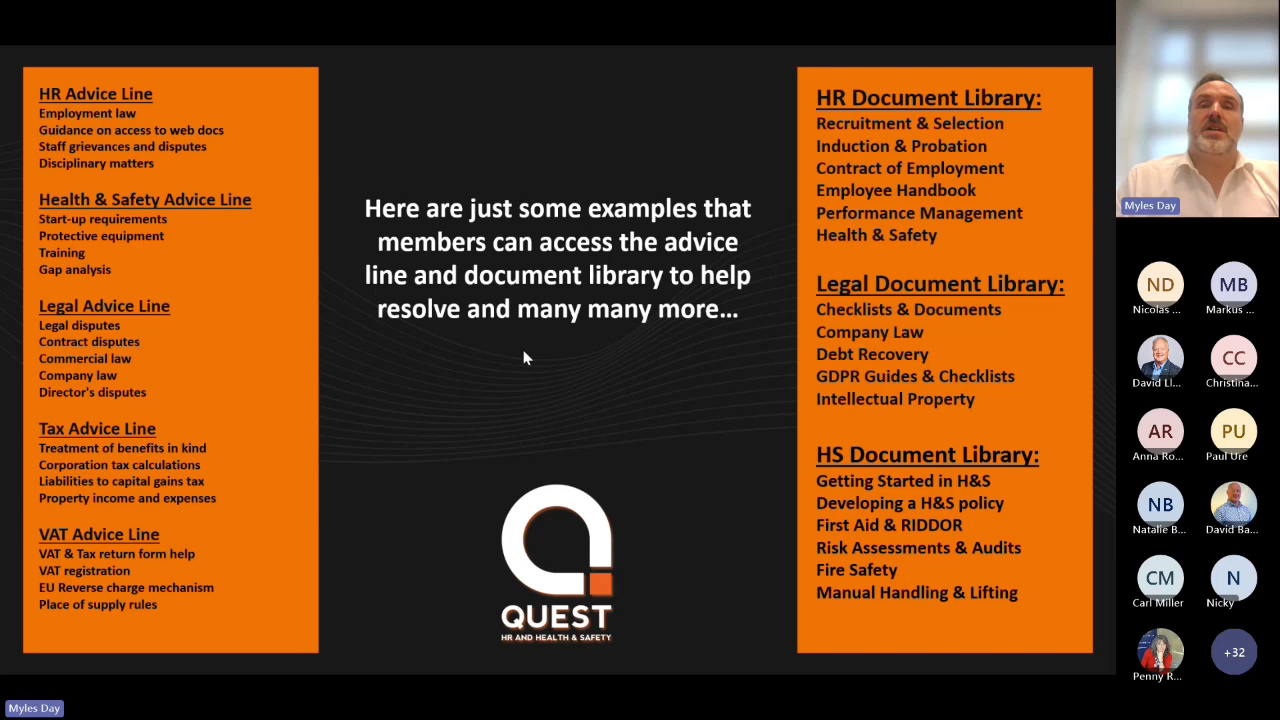 HR Advice Line
Employment law
Guidance on access to web docs
Staff grievances and disputes
Disciplinary matters
Health & Safety Advice Line
Start-up requirements
Protective equipment
Training
Gap analysis
Legal Advice Line
Legal disputes
Contract disputes
Commercial law
Company law
Director's disputes
Tax Advice Line
Treatment of benefits in kind
Corporation tax calculations
Liabilities to capital gains tax
Property income and expenses
VAT Advice Line
VAT & Tax return form help
VAT registration
EU Reverse charge mechanism
Place of supply rules
Here are just some examples that
members can access the advice
line and document library to help
resolve and many many more...
QUEST
HR AND HEALTH & SAFETY
HR Document Library:
Recruitment & Selection
Induction & Probation
Contract of Employment
Employee Handbook
Performance Management
Health & Safety
Legal Document Library:
Checklists & Documents
Company Law
Debt Recovery
GDPR Guides & Checklists
Intellectual Property
HS Document Library:
Getting Started in H&S
Developing a H&S policy
First Aid & RIDDOR
Risk Assessments & Audits
Fire Safety
Manual Handling & Lifting
Myles Day
ND
MB
Nicolas ...
Markus ...
CC
David Ll...
Christina...
AR
PU
Anna Ro...
Paul Ure
NB
Natalie B...
David Ba...
CM
N
Carl Miller
Nicky
+32
Penny R...
Myles Day